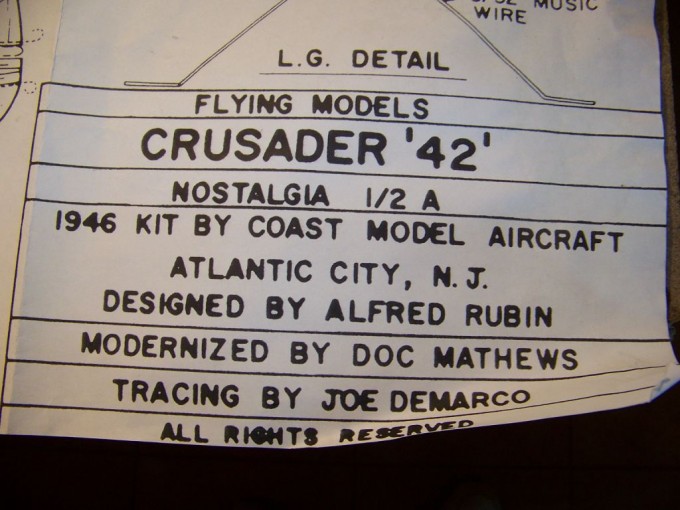 MUSIC
WIRE
L.G. DETAIL
FLYING MODELS
CRUSADER '42'
NOSTALGIA 1/2 A
1946 KIT BY COAST MODEL AIRCRAFT
ATLANTIC CITY, N.J.
DESIGNED BY ALFRED RUBIN
MODERNIZED BY DOC MATHEWS
TRACING BY JOE DEMARCO
ALL RIGHTS RESERVED